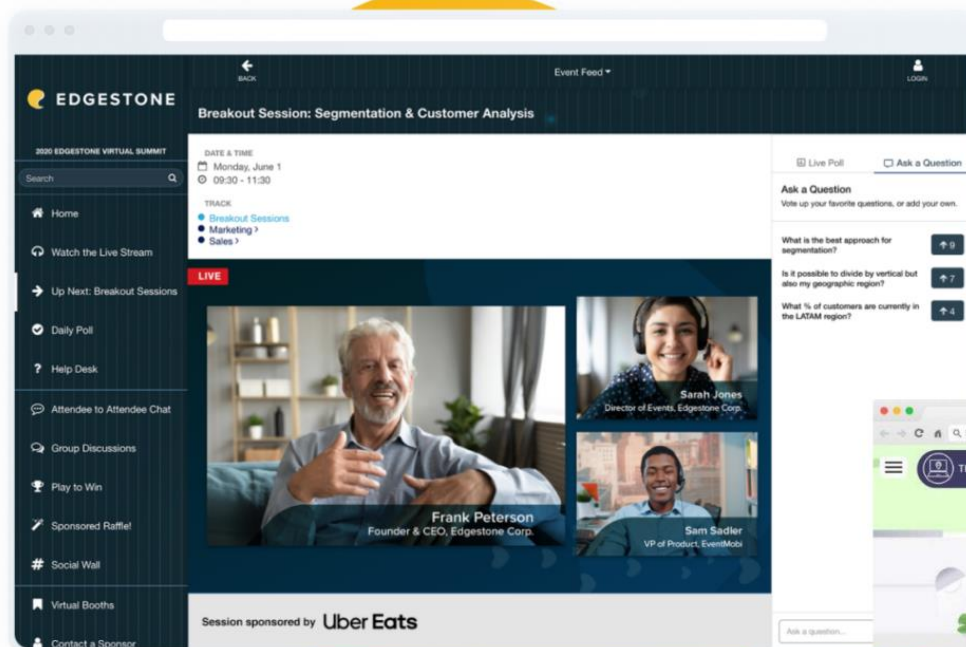 BACK
Event Feed
LOGIN
EDGESTONE
Breakout Session: Segmentation & Customer Analysis
2020 EDGESTONE VIRTUAL SUMMIT
Search
Home
Watch the Live Stream
Up Next: Breakout Sessions
Daily Poll
? Help Desk
Attendee to Attendee Chat
Group Discussions
Play to Win
Sponsored Raffle!
# Social Wall
Virtual Booths
Contact a Sponsor
DATE & TIME
Monday, June 1
09:30 - 11:30
TRACK
Breakout Sessions
Marketing >
Sales >
LIVE
Frank Peterson
Founder & CEO, Edgestone Corp.
Sarah Jones
Director of Events, Edgestone Corp.
Sam Sadler
VP of Product, EventMobi
Session sponsored by Uber Eats
Live Poll
Ask a Question
Ask a Question
Vote up your favorite questions, or add your own.
What is the best approach for
segmentation?
9
Is it possible to divide by vertical but
also my geographic region?
7
What % of customers are currently in
the LATAM region?
4
Ask a question...